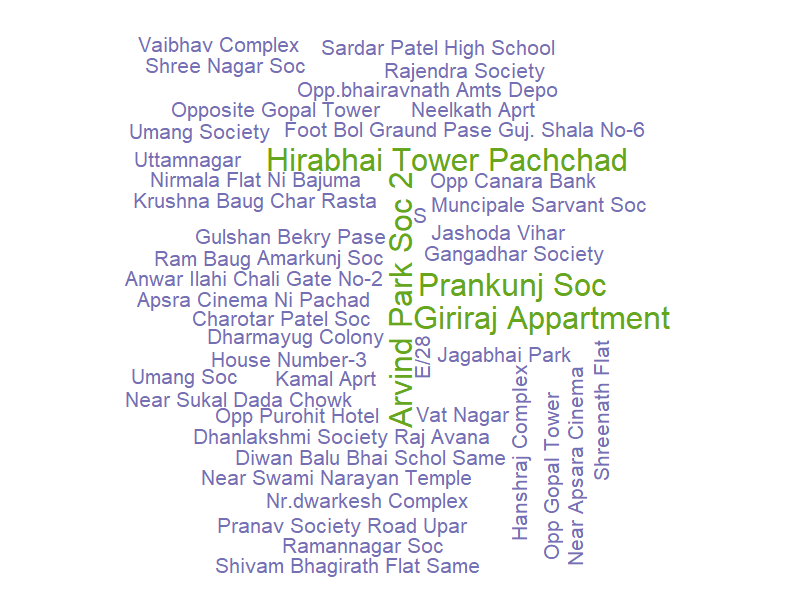 Vaibhav Complex
Sardar Patel High School
Shree Nagar Soc
Rajendra Society
Opp.bhairavnath Amts Depo
Opposite Gopal Tower
Neelkath Aprt
Umang Society
Foot Bol Graund Pase Guj. Shala No-6
Uttamnagar
Hirabhai Tower Pachchad
Nirmala Flat Ni Bajuma
Opp Canara Bank
Krushna Baug Char Rasta
Arvind Park Soc 2
S
Muncipale Sarvant Soc
Gulshan Bekry Pase
Jashoda Vihar
Ram Baug
Amarkunj Soc
Gangadhar Society
Anwar Ilahi Chali Gate No-2
Prankunj Soc
Apsra Cinema Ni Pachad
Charotar Patel Soc
Giriraj Appartment
Dharmayug Colony
E/28
House Number-3
Jagabhai Park
Umang Soc
Kamal Aprt
Near Sukal Dada Chowk
Opp Purohit Hotel
Vat Nagar
Hanshraj Complex
Opp Gopal Tower
Near Apsara Cinema
Shreenath Flat
Dhanlakshmi Society Raj Avana
Diwan Balu Bhai Schol Same
Near Swami Narayan Temple
Nr.dwarkesh Complex
Pranav Society Road Upar
Ramannagar Soc
Shivam Bhagirath Flat Same